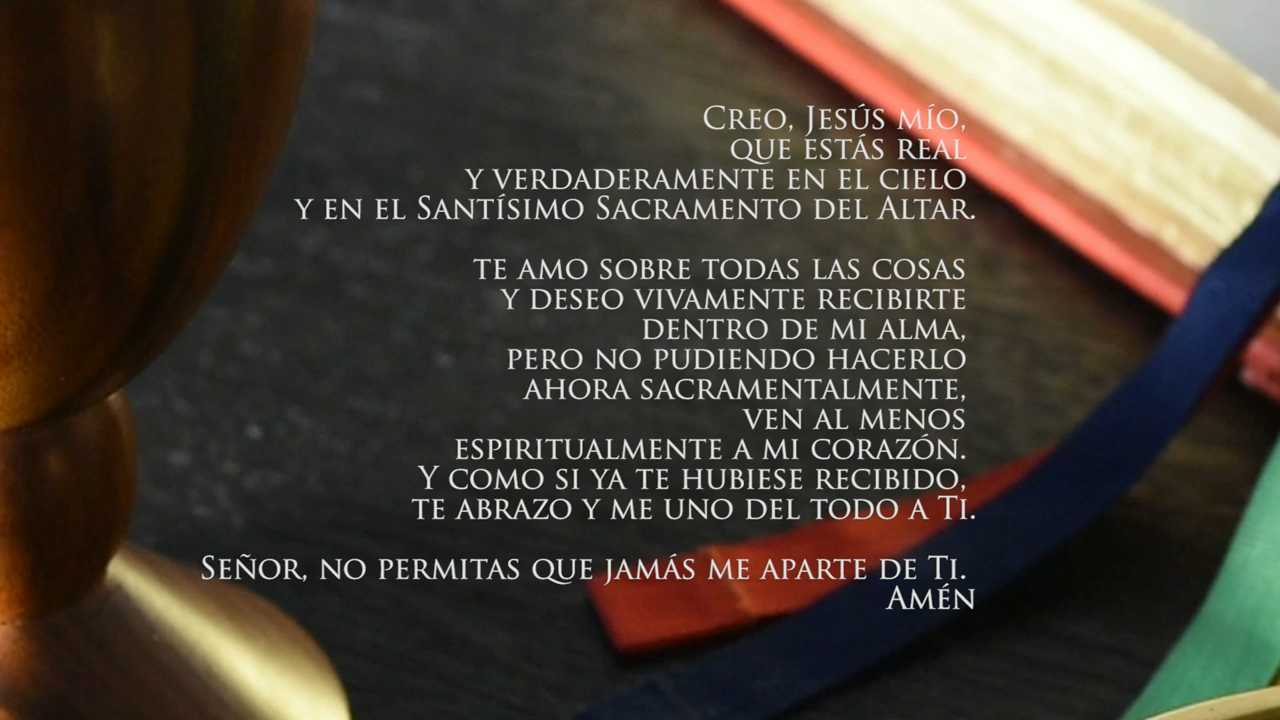 Creo, Jesús mío,
que estás real
y verdaderamente en el cielo
y en el Santísimo Sacramento del Altar.
te amo sobre todas las cosas
y deseo vivamente recibirte
dentro de mi alma,
pero no pudiendo hacerlo
ahora sacramentalmente,
ven al menos
espiritualmente a mi corazón.
Y como si ya te hubiese recibido,
te abrazo y me uno del todo a Ti.
Señor, no permitas que jamás me aparte de Ti.
Amén